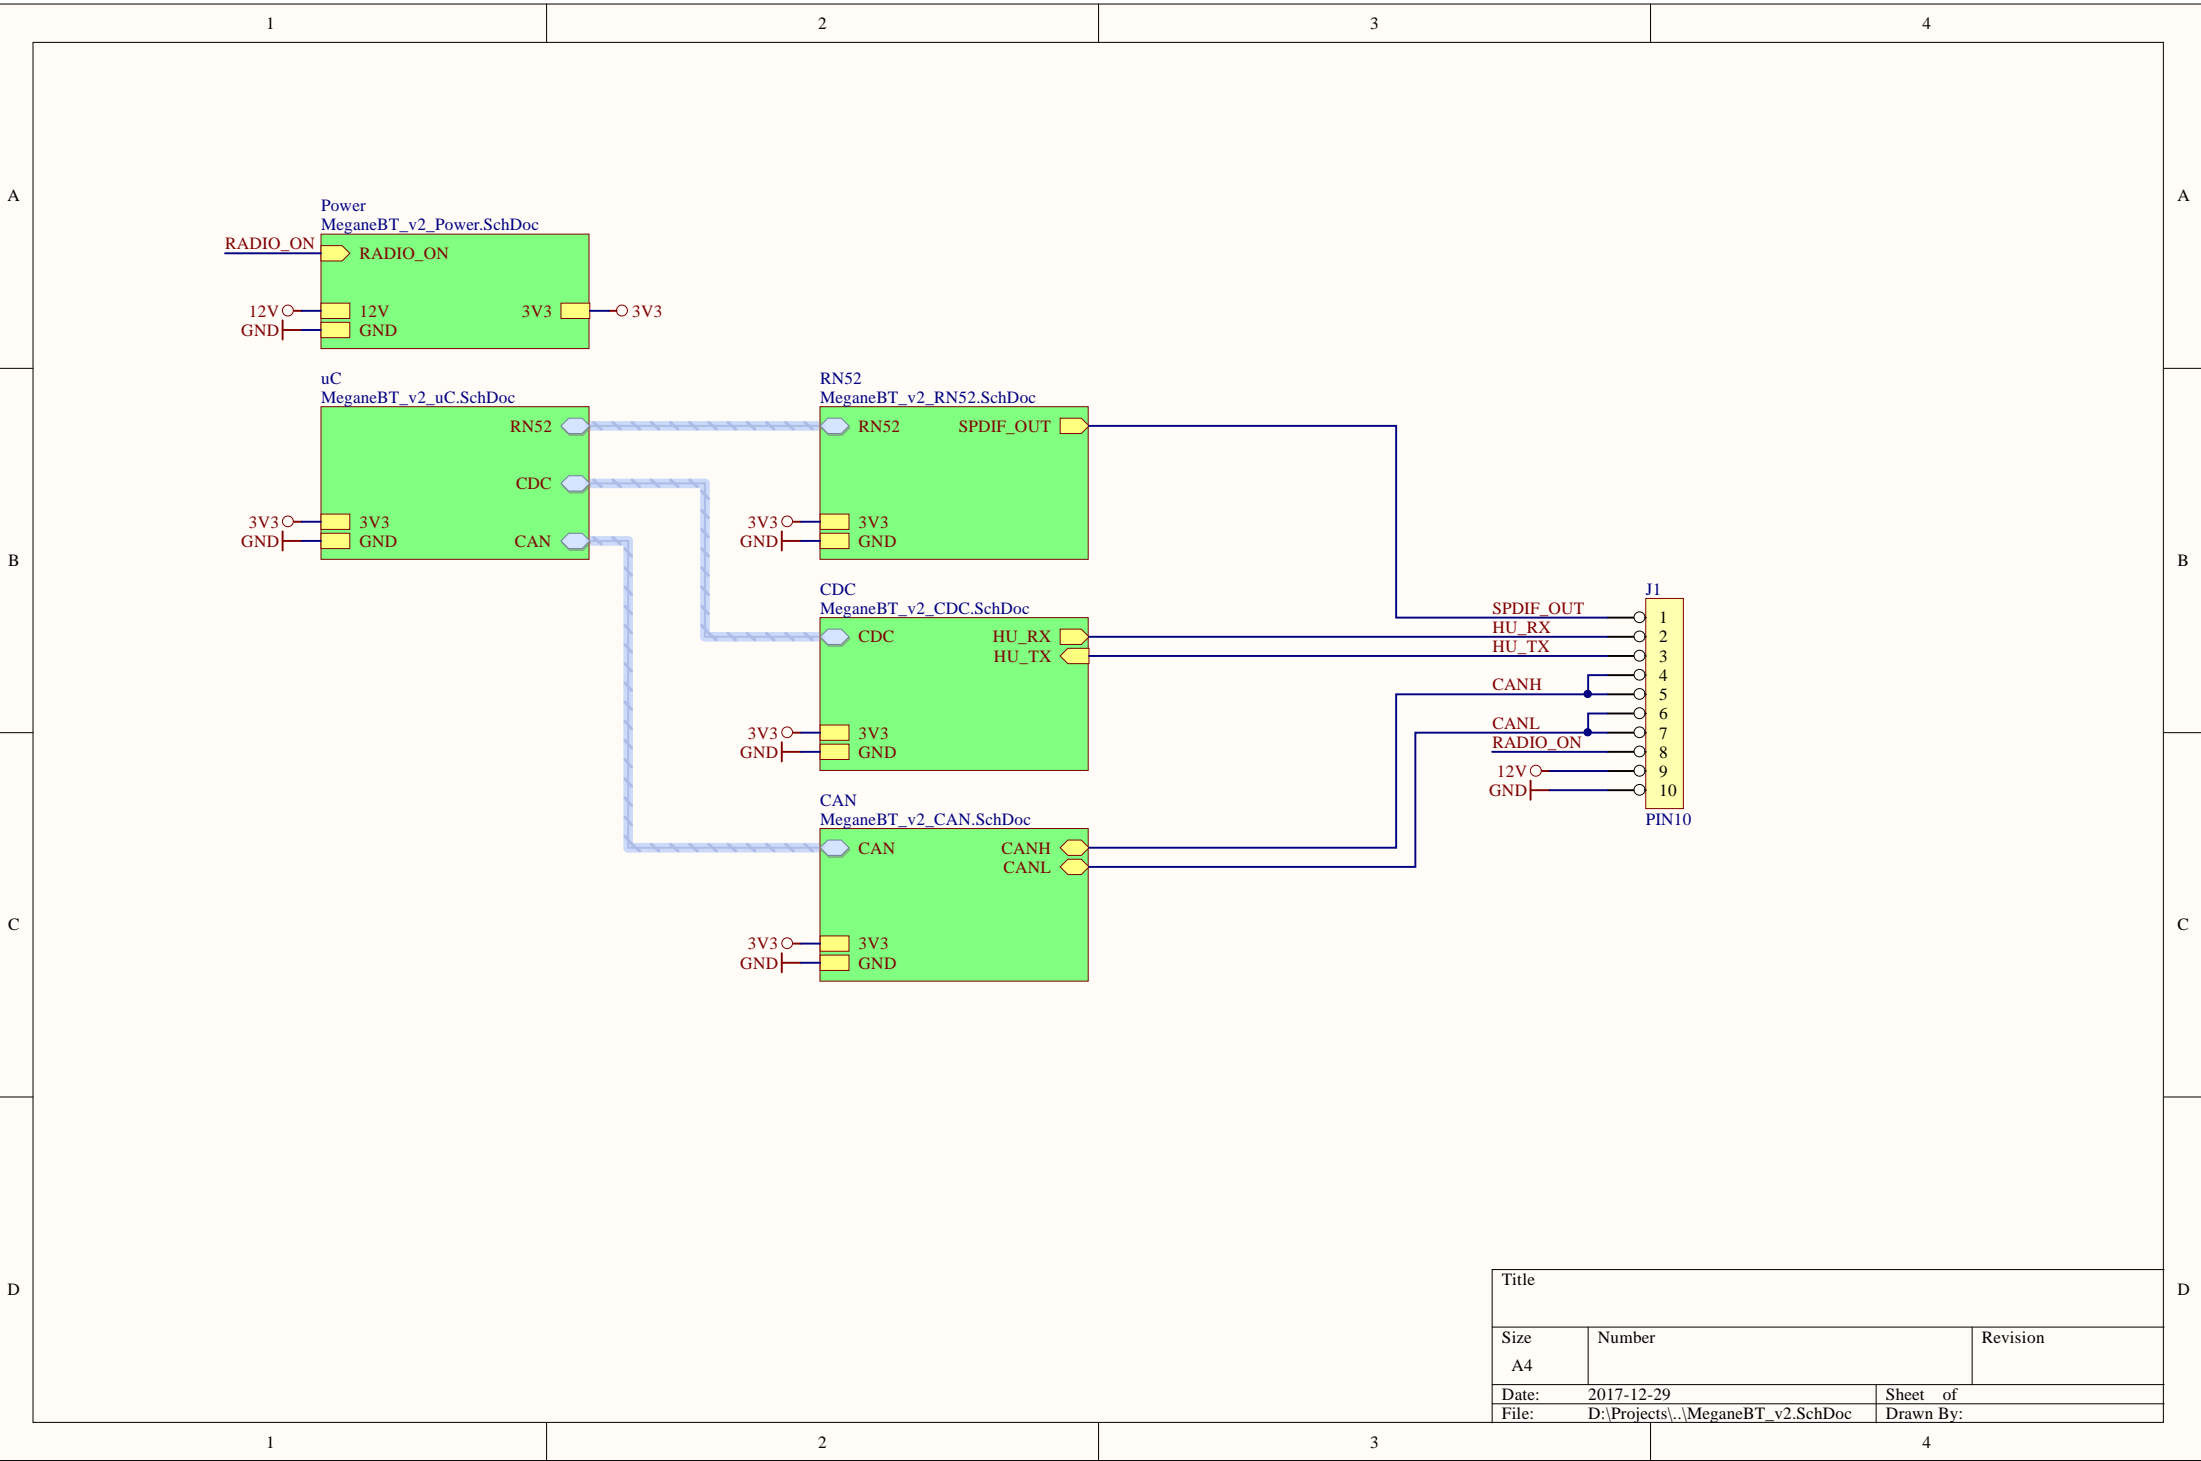 1 2 3 4
A A
Power
MeganeBT_v2_Power.SchDoc
RADIO_ON RADIO_ON
12V 12V 3V3 3V3
GND GND
uC
MeganeBT_v2_uC.SchDoc
RN52
CDC
3V3 3V3
GND GND CAN
RN52
MeganeBT_v2_RN52.SchDoc
RN52 SPDIF_OUT
3V3 3V3
GND GND
B B
CDC
MeganeBT_v2_CDC.SchDoc
CDC HU_RX
HU_TX
3V3 3V3
GND GND
CAN
MeganeBT_v2_CAN.SchDoc
CAN CANH
CANL
3V3 3V3
GND GND
J1
SPDIF_OUT 1
HU_RX 2
HU_TX 3
4
CANH 5
6
CANL 7
RADIO_ON 8
12V 9
GND 10
PIN10
C C
D D
Title
Size Number Revision
A4
Date: 2017-12-29 Sheet of
File: D:\Projects\..\MeganeBT_v2.SchDoc Drawn By:
1 2 3 4